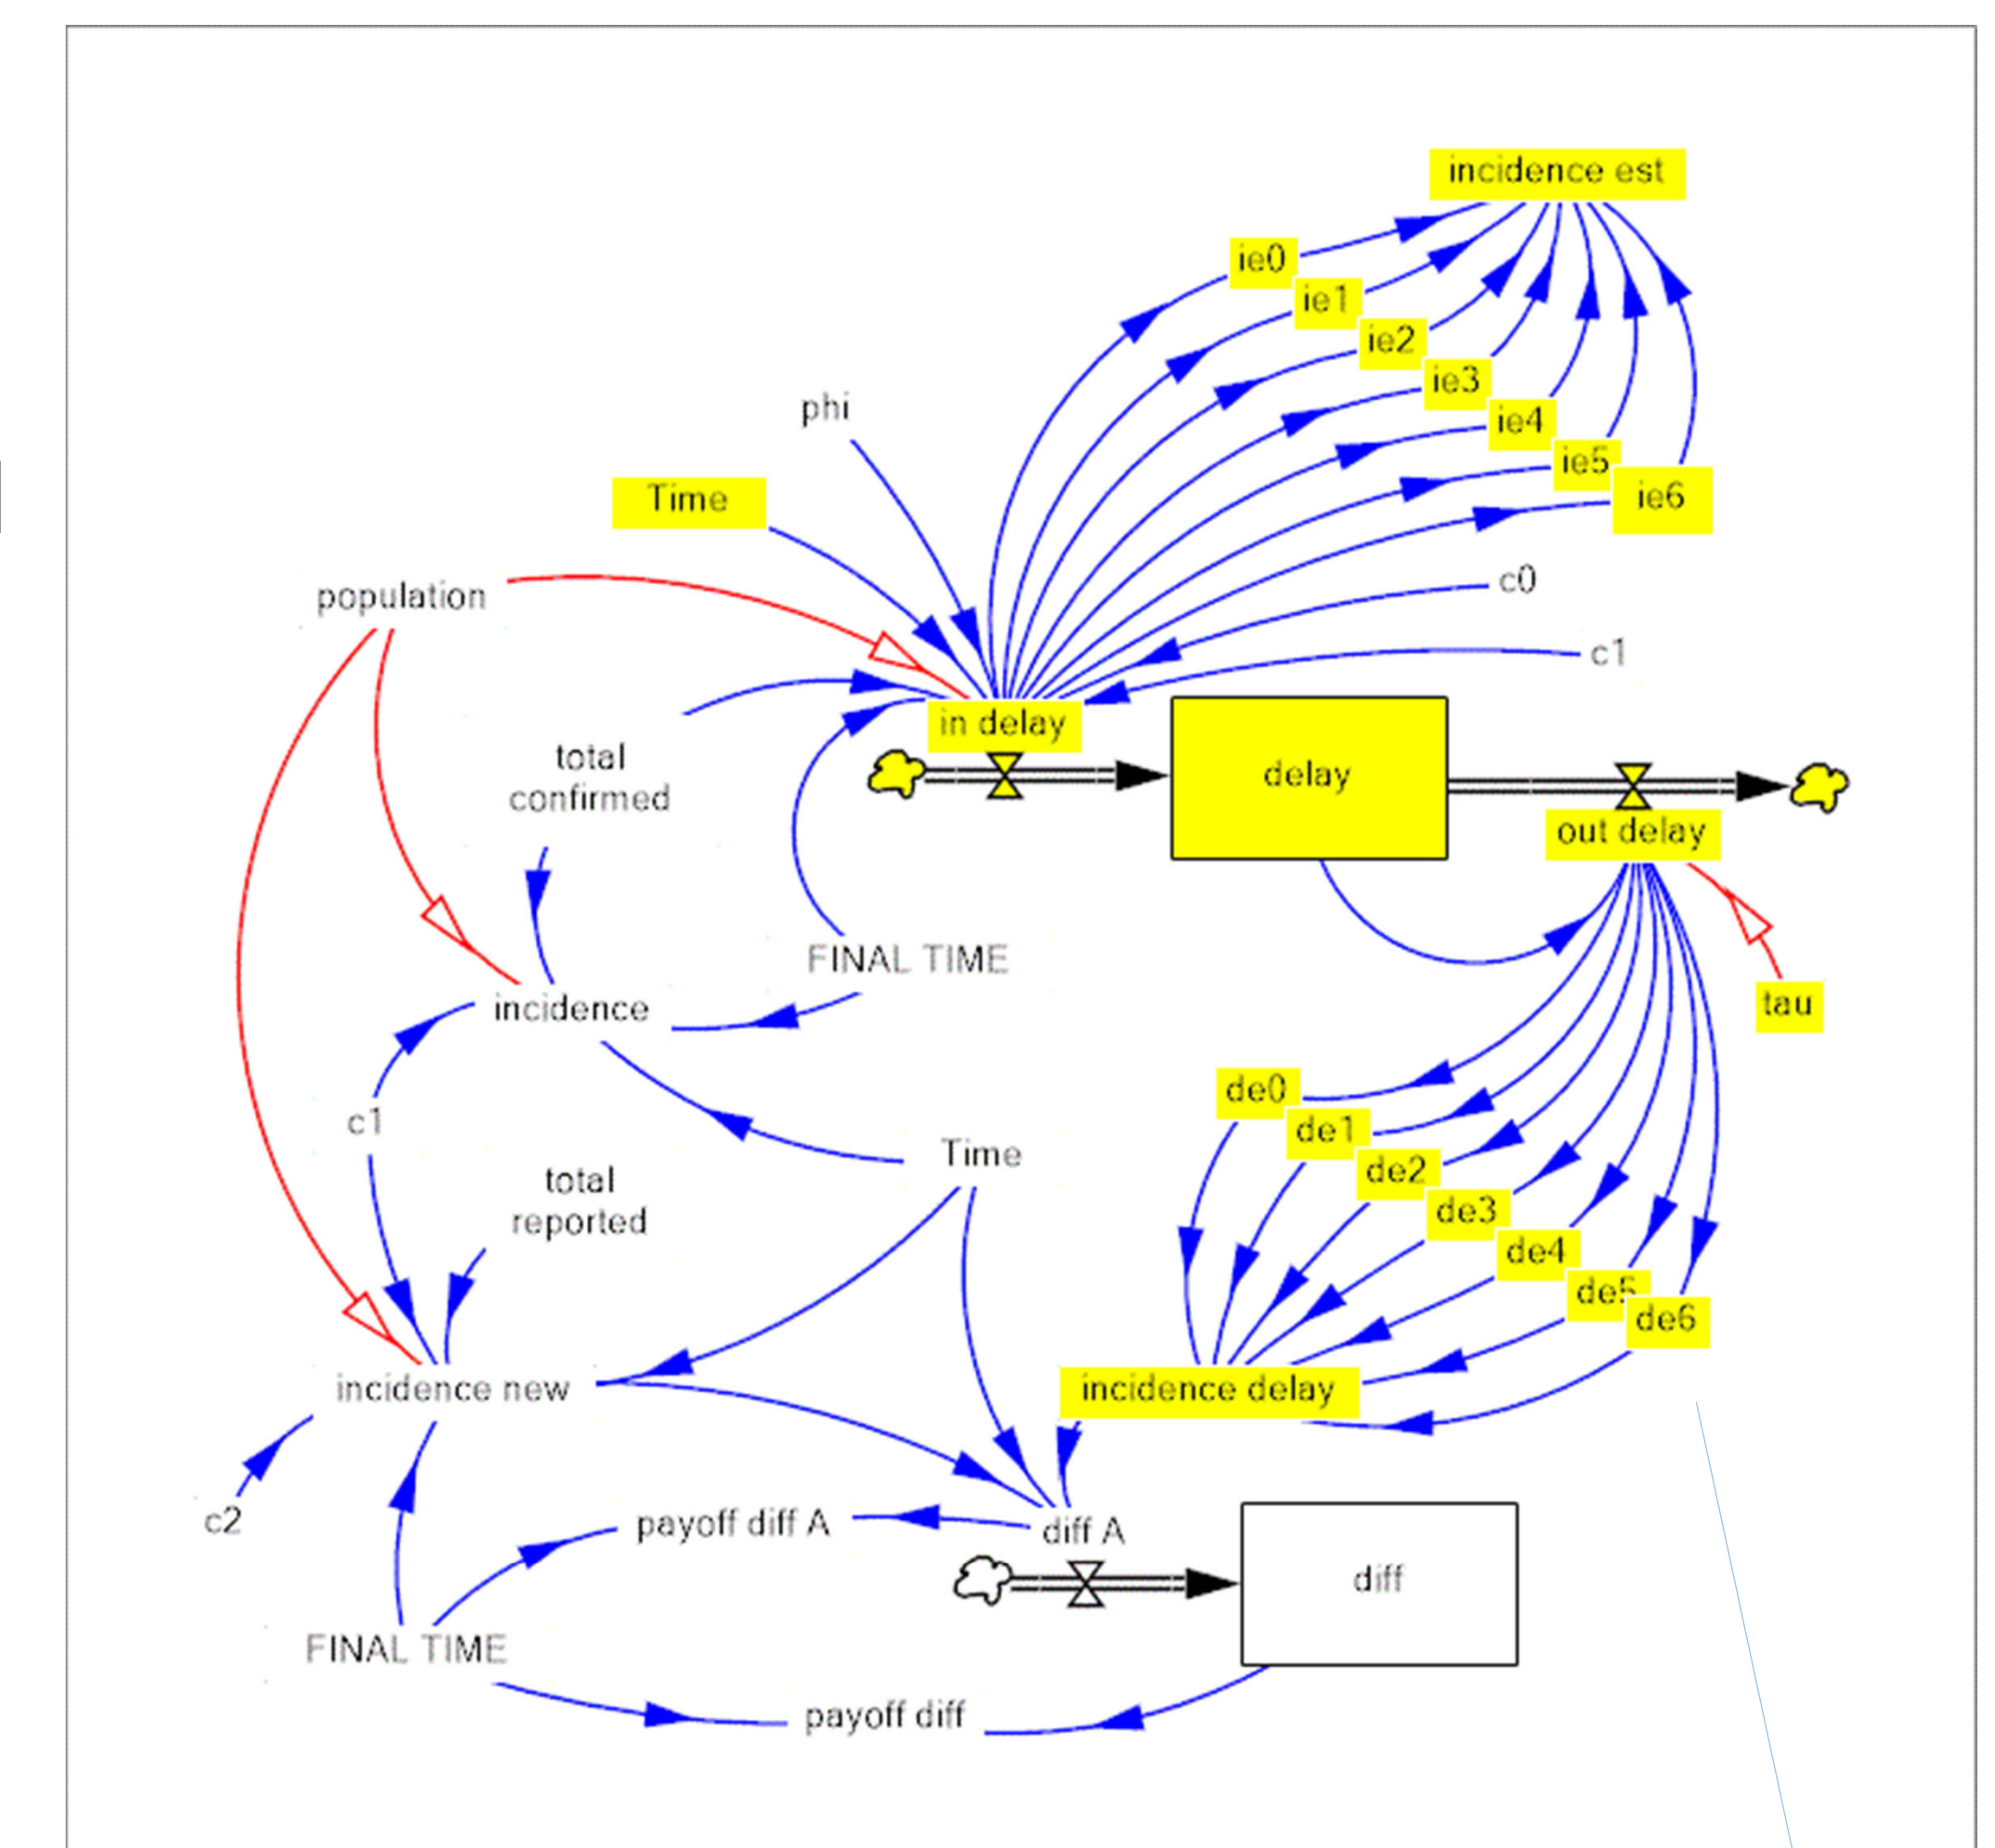 incidence est
ie0
ie1
ie2
ie3
phi
ie4
ie5
Time
ie6
c0
population
c1
in delay
total
confirmed
delay
out delay
FINAL TIME
tau
incidence
de0
c1
de1
Time
de2
total
reported
de3
de4
de5
de6
incidence new
incidence delay
c2
payoff diff A
diff A
diff
FINAL TIME
payoff diff